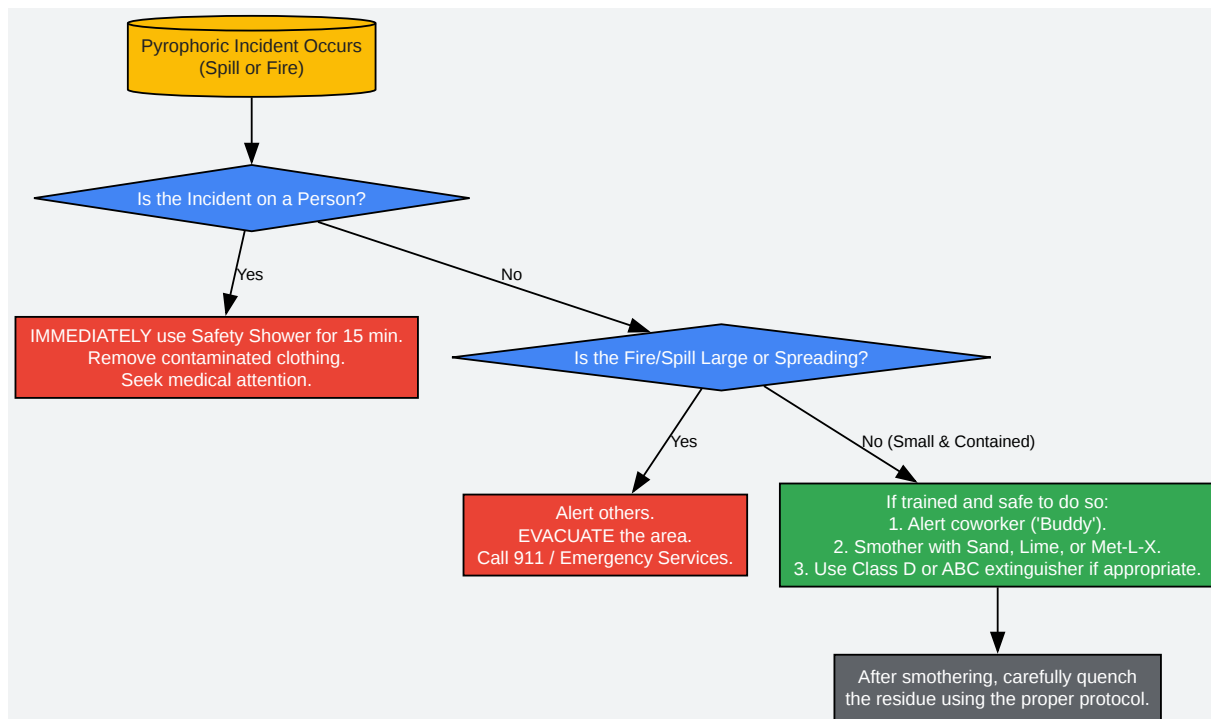 Pyrophoric Incident Occurs
(Spill or Fire)
Is the Incident on a Person?
Yes
No
IMMEDIATELY use Safety Shower for 15 min.
Remove contaminated clothing.
Seek medical attention.
Is the Fire/Spill Large or Spreading?
Yes
No (Small & Contained)
Alert others.
EVACUATE the area.
Call 911 / Emergency Services.
If trained and safe to do so:
1. Alert coworker ('Buddy').
2. Smother with Sand, Lime, or Met-L-X.
3. Use Class D or ABC extinguisher if appropriate.
After smothering, carefully quench
the residue using the proper protocol.